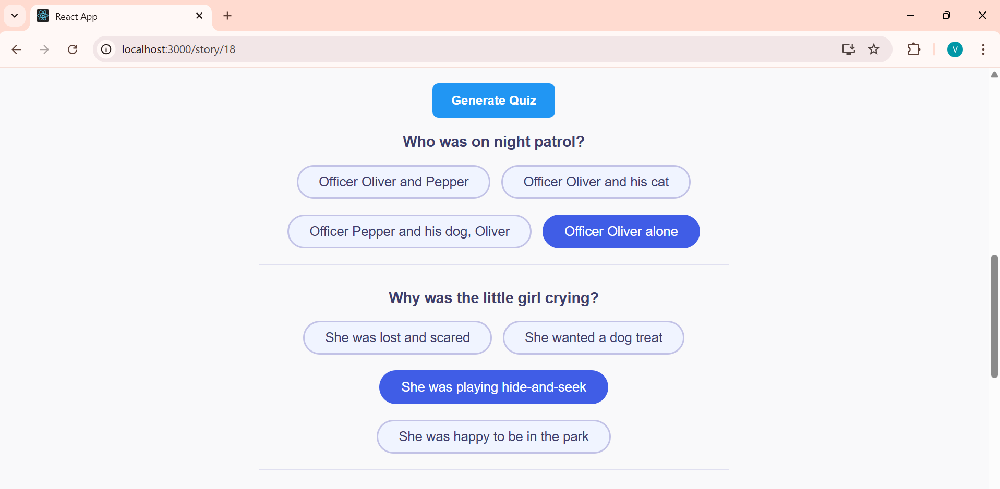 React App
localhost:3000/story/18
V
Generate Quiz
Who was on night patrol?
Officer Oliver and Pepper
Officer Oliver and his cat
Officer Pepper and his dog, Oliver
Officer Oliver alone
Why was the little girl crying?
She was lost and scared
She wanted a dog treat
She was playing hide-and-seek
She was happy to be in the park